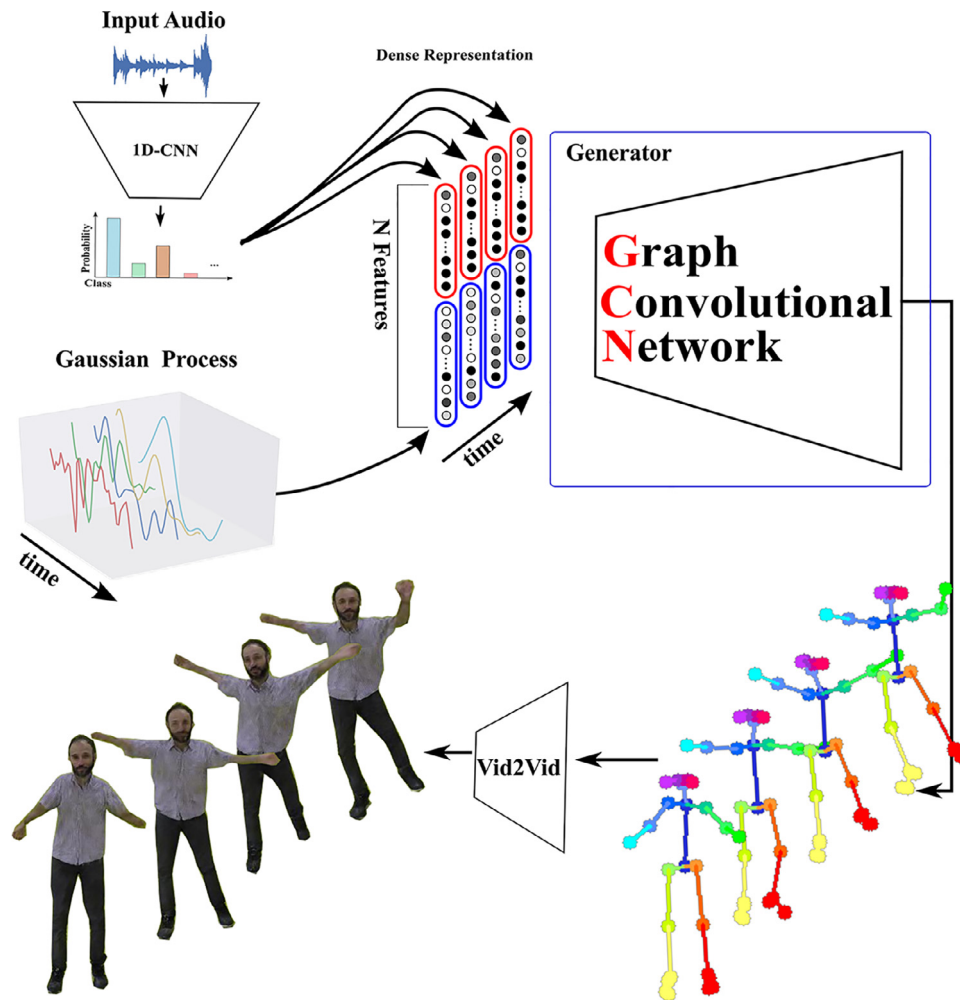 Input Audio
1D-CNN
Probability
Class
...
Dense Representation
N Features
time
Generator
Graph
Convolutional
Network
Gaussian Process
time
Vid2Vid